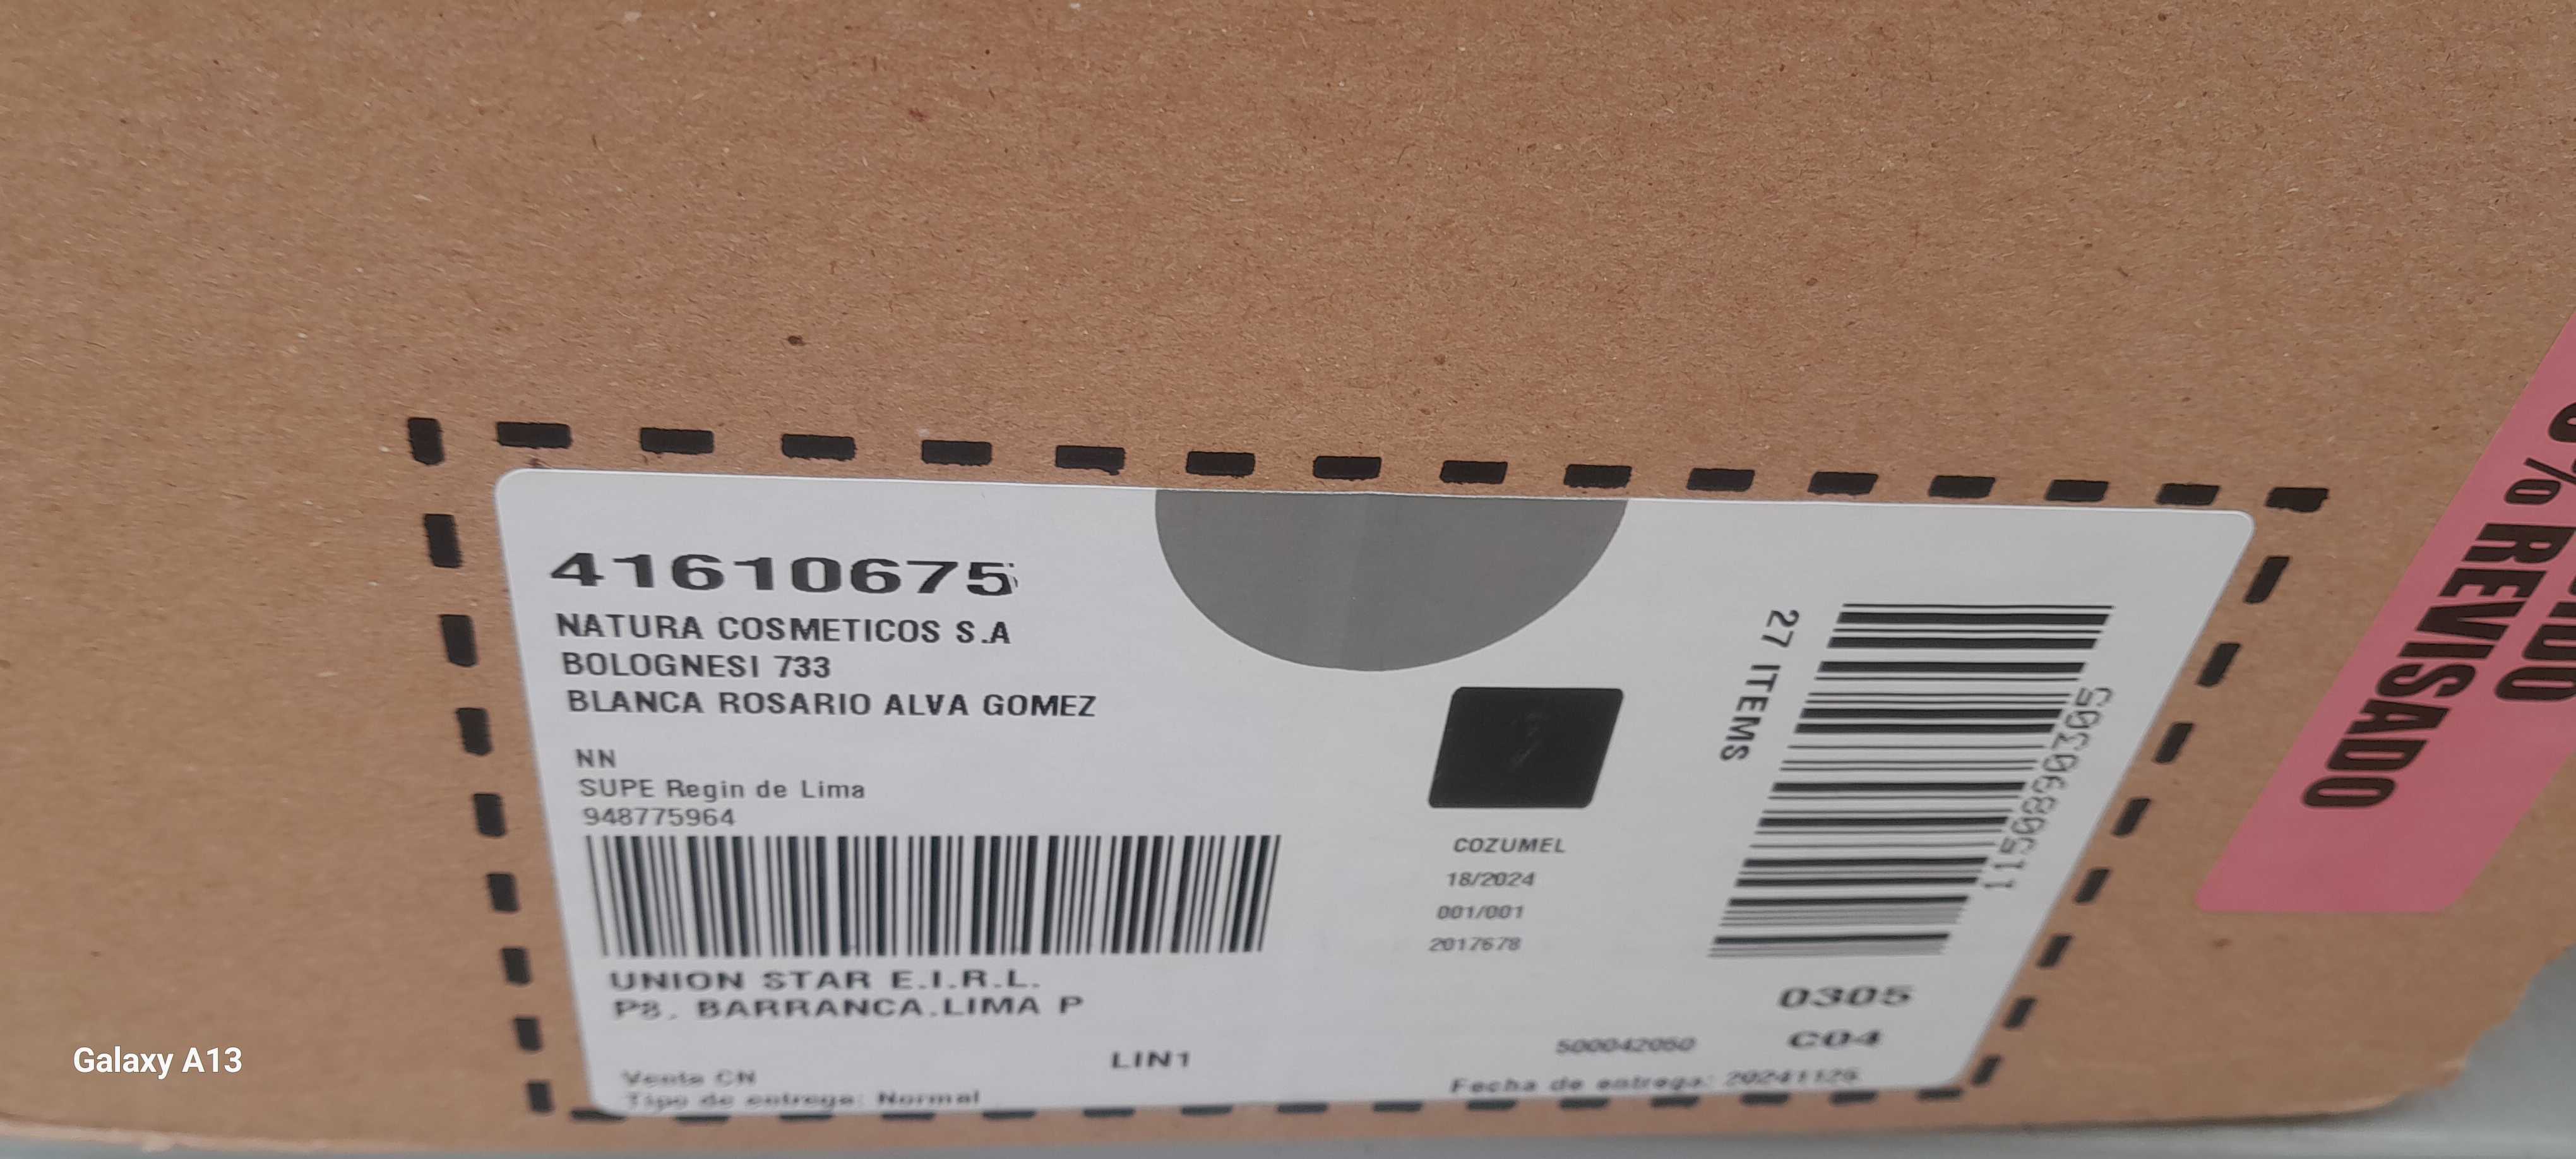 41610675
NATURA COSMETICOS S.A
BOLOGNESI 733
BLANCA ROSARIO ALVA GOMEZ
NN
SUPE Regin de Lima
948775964
UNION STAR E.I.R.L.
P8. BARRANCA.LIMA P
LIN1
Venta CN
Tipo de entrega: Normal
COZUMEL
18/2024
001/001
2017678
27 ITEMS
0305
C04
500042050
Fecha de entrega: 20241126
% REVISADO
Galaxy A13